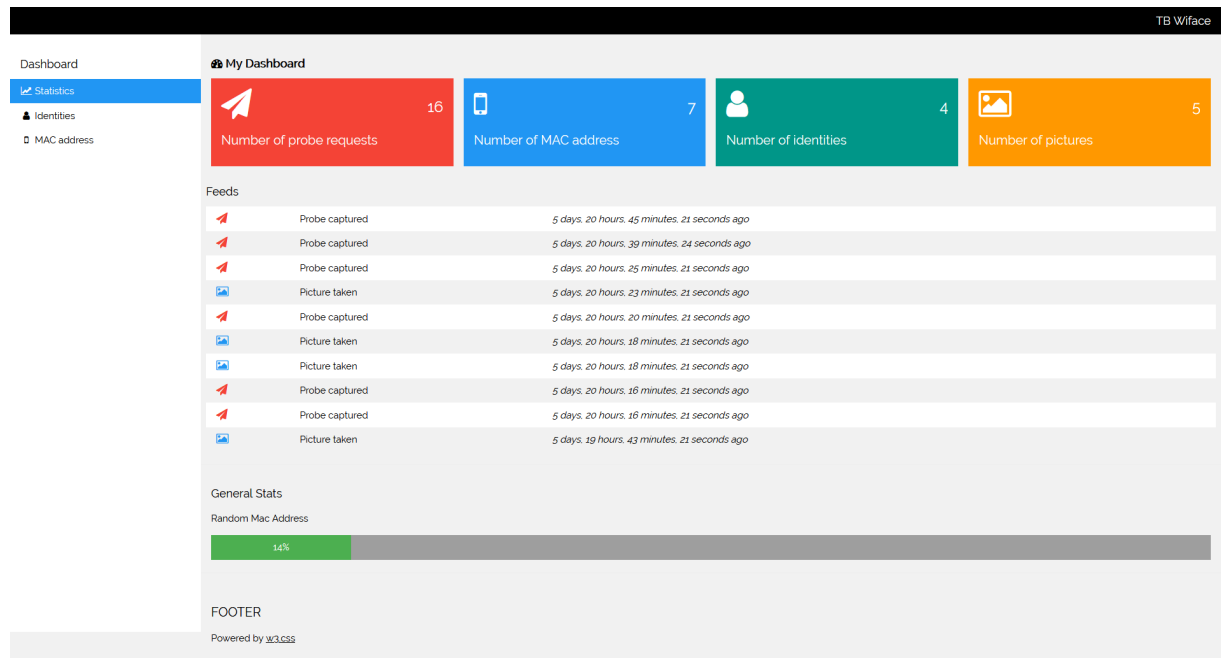 TB Wiface
Dashboard
Statistics
Identities
MAC address
My Dashboard
16
Number of probe requests
7
Number of MAC address
4
Number of identities
5
Number of pictures
Feeds
Probe captured 5 days, 20 hours, 45 minutes, 21 seconds ago
Probe captured 5 days, 20 hours, 39 minutes, 24 seconds ago
Probe captured 5 days, 20 hours, 25 minutes, 21 seconds ago
Picture taken 5 days, 20 hours, 23 minutes, 21 seconds ago
Probe captured 5 days, 20 hours, 20 minutes, 21 seconds ago
Picture taken 5 days, 20 hours, 18 minutes, 21 seconds ago
Picture taken 5 days, 20 hours, 18 minutes, 21 seconds ago
Probe captured 5 days, 20 hours, 16 minutes, 21 seconds ago
Probe captured 5 days, 20 hours, 16 minutes, 21 seconds ago
Picture taken 5 days, 19 hours, 43 minutes, 21 seconds ago
General Stats
Random Mac Address
14%
FOOTER
Powered by w3.css